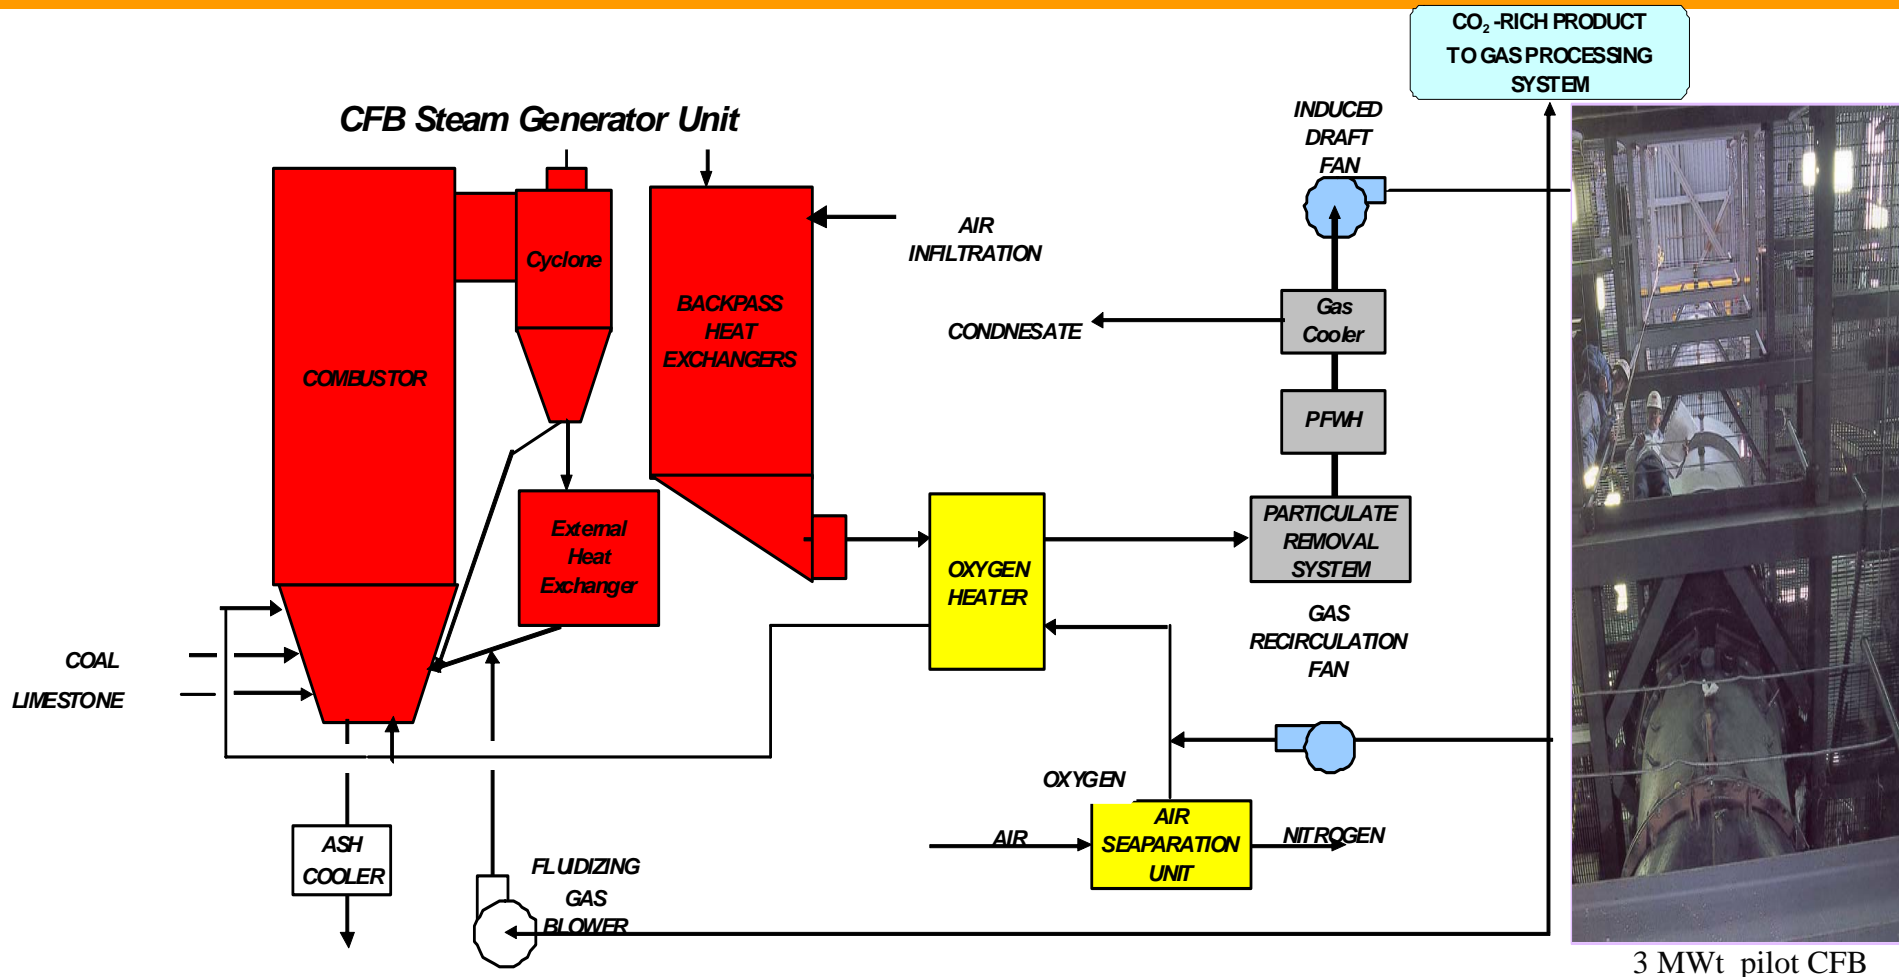 CO₂ -RICH PRODUCT
TO GAS PROCESSING
SYSTEM
CFB Steam Generator Unit
INDUCED
DRAFT
FAN
Cyclone
AIR
INFILTRATION
BACKPASS
HEAT
EXCHANGERS
Gas
Cooler
CONDNESATE
COMBUSTOR
PFWH
External
Heat
Exchanger
PARTICULATE
REMOVAL
SYSTEM
OXYGEN
HEATER
GAS
RECIRCULATION
FAN
COAL
LIMESTONE
OXYGEN
AIR
AIR
SEAPARATION
UNIT
NITROGEN
ASH
COOLER
FLUIDIZING
GAS
BLOWER
3 MWt pilot CFB